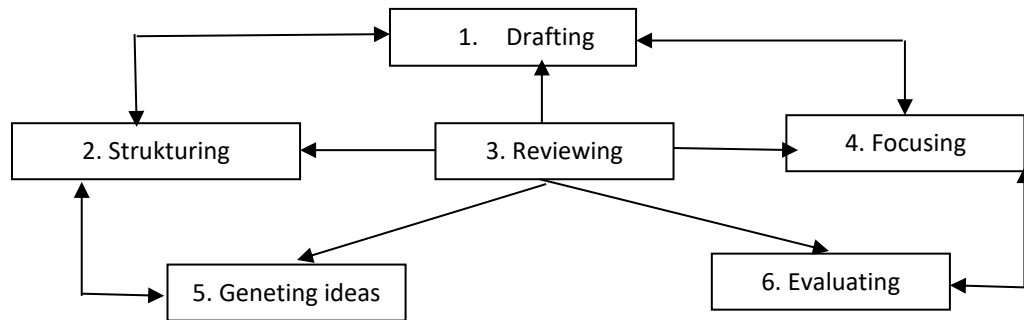 1. Drafting
2. Strukturing
3. Reviewing
4. Focusing
5. Geneting ideas
6. Evaluating